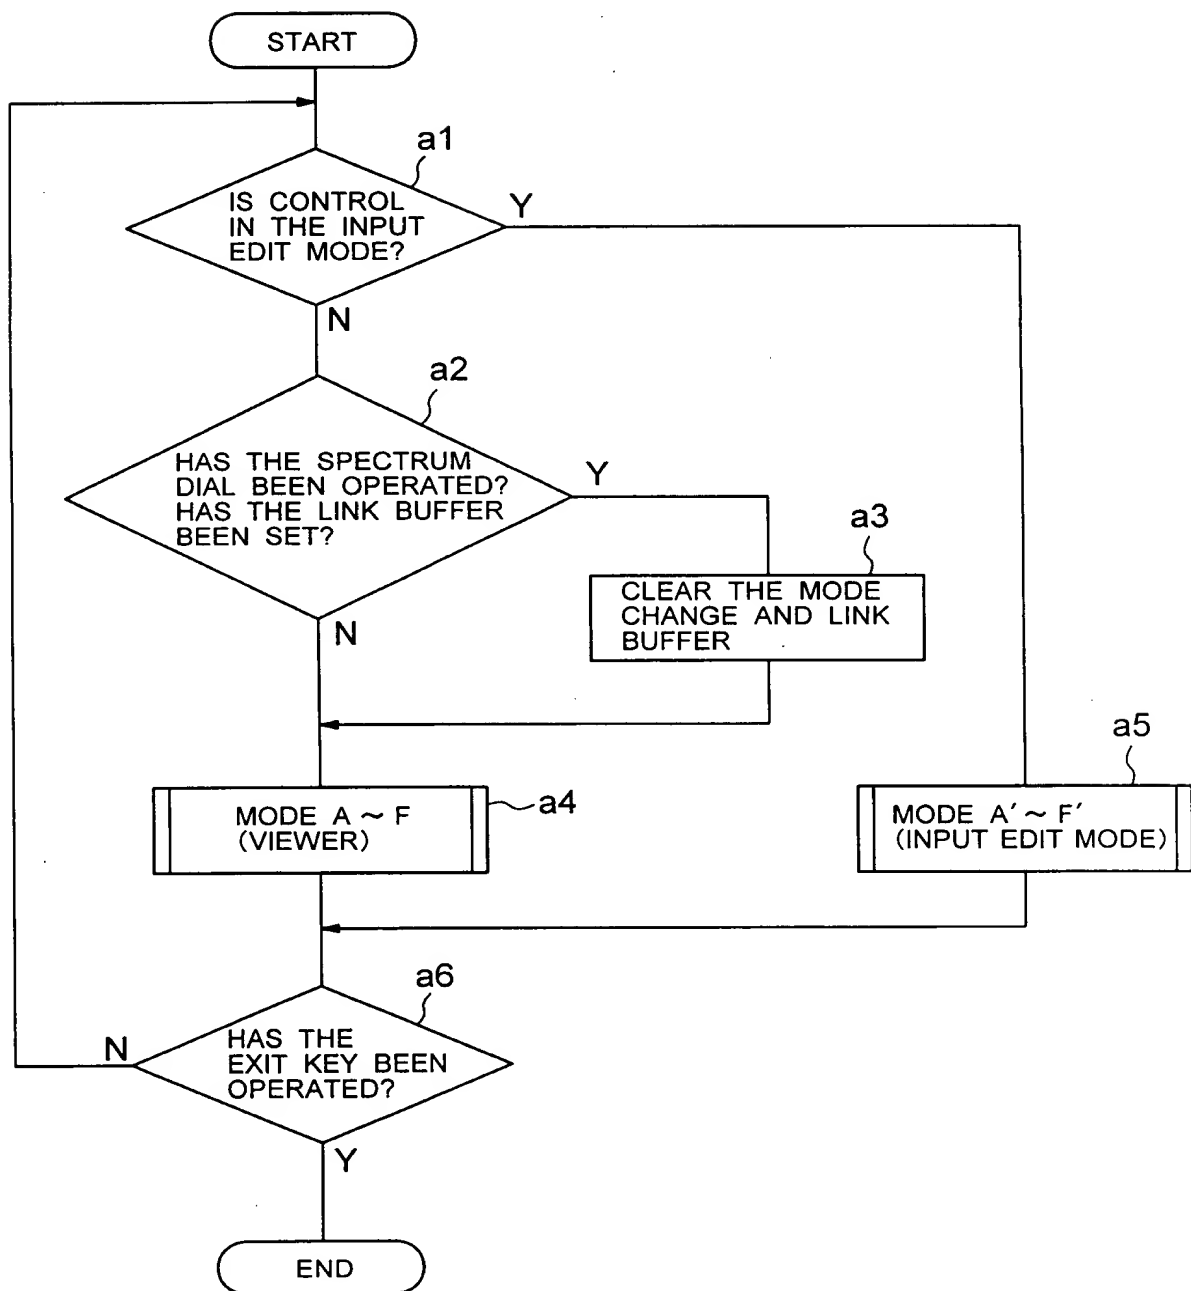 START
a1
IS CONTROL
IN THE INPUT
EDIT MODE?
Y
N
a2
HAS THE SPECTRUM
DIAL BEEN OPERATED?
HAS THE LINK BUFFER
BEEN SET?
Y
N
a3
CLEAR THE MODE
CHANGE AND LINK
BUFFER
MODE A ~ F
(VIEWER)
a4
a5
MODE A' ~ F'
(INPUT EDIT MODE)
a6
HAS THE
EXIT KEY BEEN
OPERATED?
N
Y
END